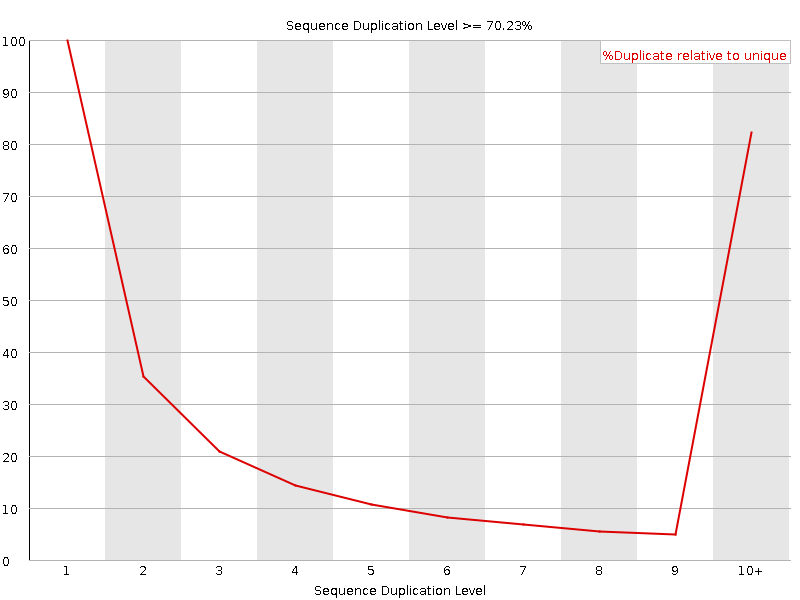 Sequence Duplication Level >= 70.23%
%Duplicate relative to unique
100
90
80
70
60
50
40
30
20
10
0
1 2 3 4 5 6 7 8 9 10+
Sequence Duplication Level